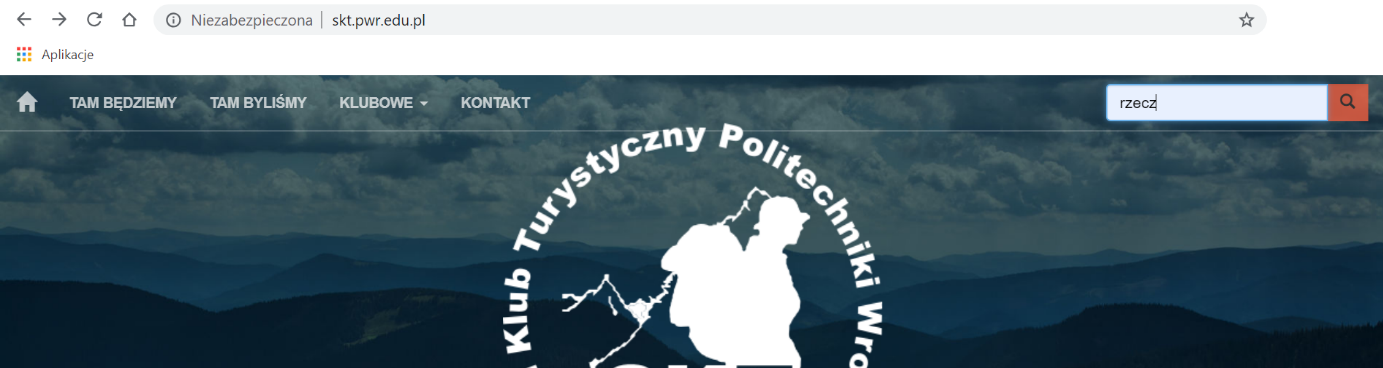 Niezabezpieczona | skt.pwr.edu.pl
Aplikacje
TAM BĘDZIEMY TAM BYLIŚMY KLUBOWE KONTAKT rzecz
Klub Turystyczny Politechniki Wro